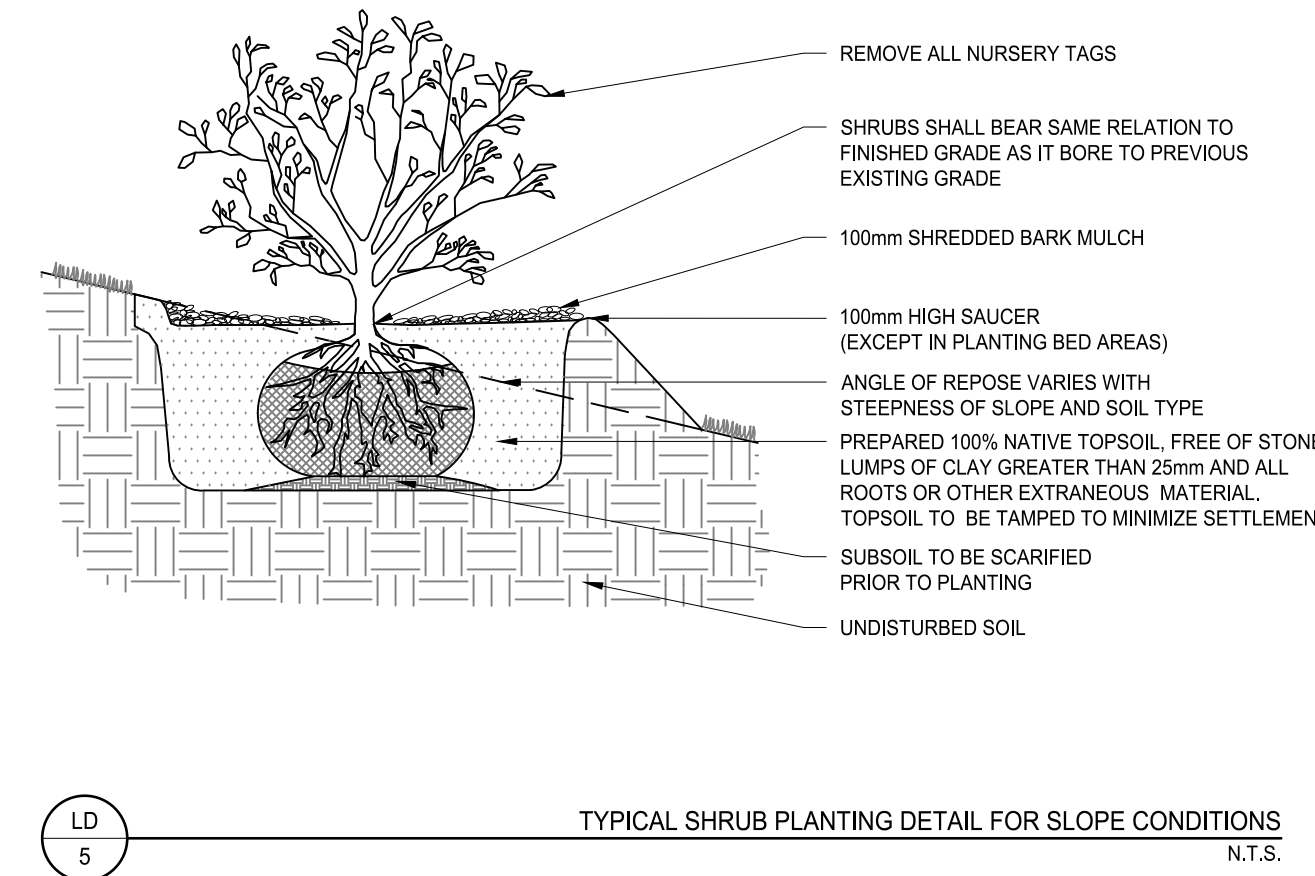 REMOVE ALL NURSERY TAGS
SHRUBS SHALL BEAR SAME RELATION TO
FINISHED GRADE AS IT BORE TO PREVIOUS
EXISTING GRADE
100mm SHREDDED BARK MULCH
100mm HIGH SAUCER
(EXCEPT IN PLANTING BED AREAS)
ANGLE OF REPOSE VARIES WITH
STEEPNESS OF SLOPE AND SOIL TYPE
PREPARED 100% NATIVE TOPSOIL, FREE OF STONE
LUMPS OF CLAY GREATER THAN 25mm AND ALL
ROOTS OR OTHER EXTRANEOUS MATERIAL.
TOPSOIL TO BE TAMPED TO MINIMIZE SETTLEMEN
SUBSOIL TO BE SCARIFIED
PRIOR TO PLANTING
UNDISTURBED SOIL
LD
5
TYPICAL SHRUB PLANTING DETAIL FOR SLOPE CONDITIONS
N.T.S.